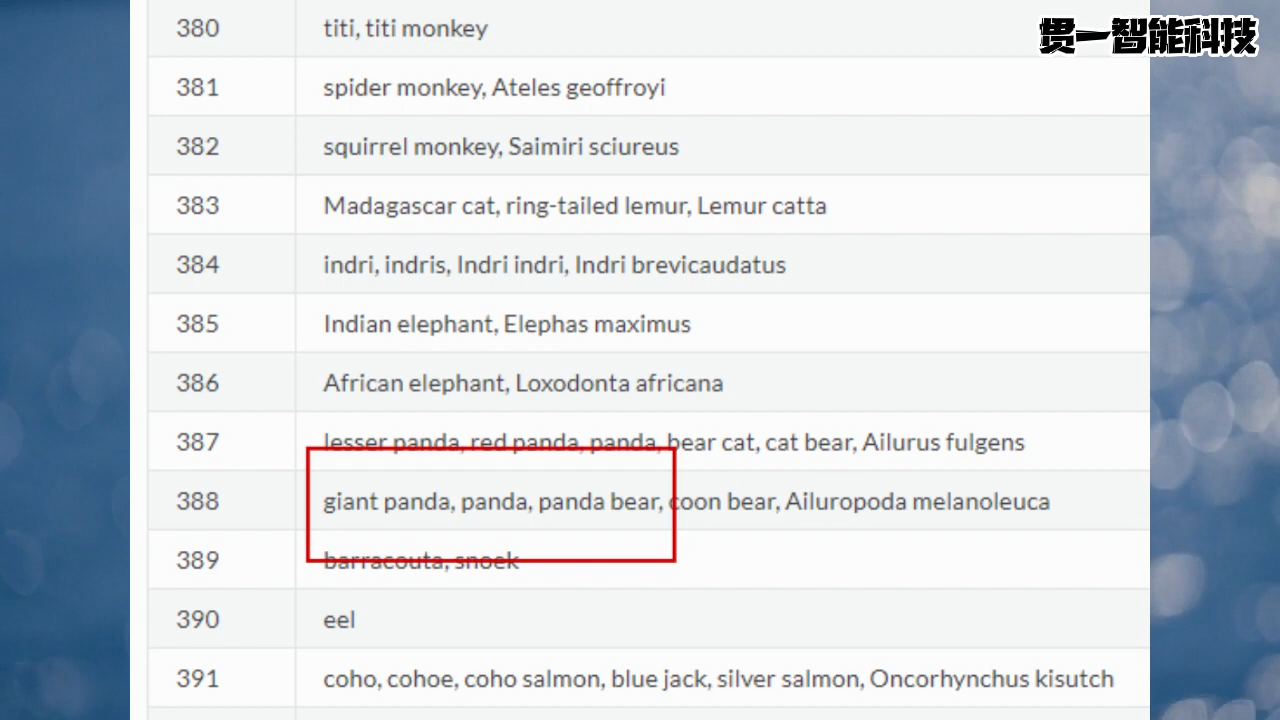 贯一智能科技
380 titi, titi monkey
381 spider monkey, Ateles geoffroyi
382 squirrel monkey, Saimiri sciureus
383 Madagascar cat, ring-tailed lemur, Lemur catta
384 indri, indris, Indri indri, Indri brevicaudatus
385 Indian elephant, Elephas maximus
386 African elephant, Loxodonta africana
387 lesser panda, red panda, panda, bear cat, cat bear, Ailurus fulgens
388 giant panda, panda, panda bear, coon bear, Ailuropoda melanoleuca
389 barracouta, snoek
390 eel
391 coho, cohoe, coho salmon, blue jack, silver salmon, Oncorhynchus kisutch